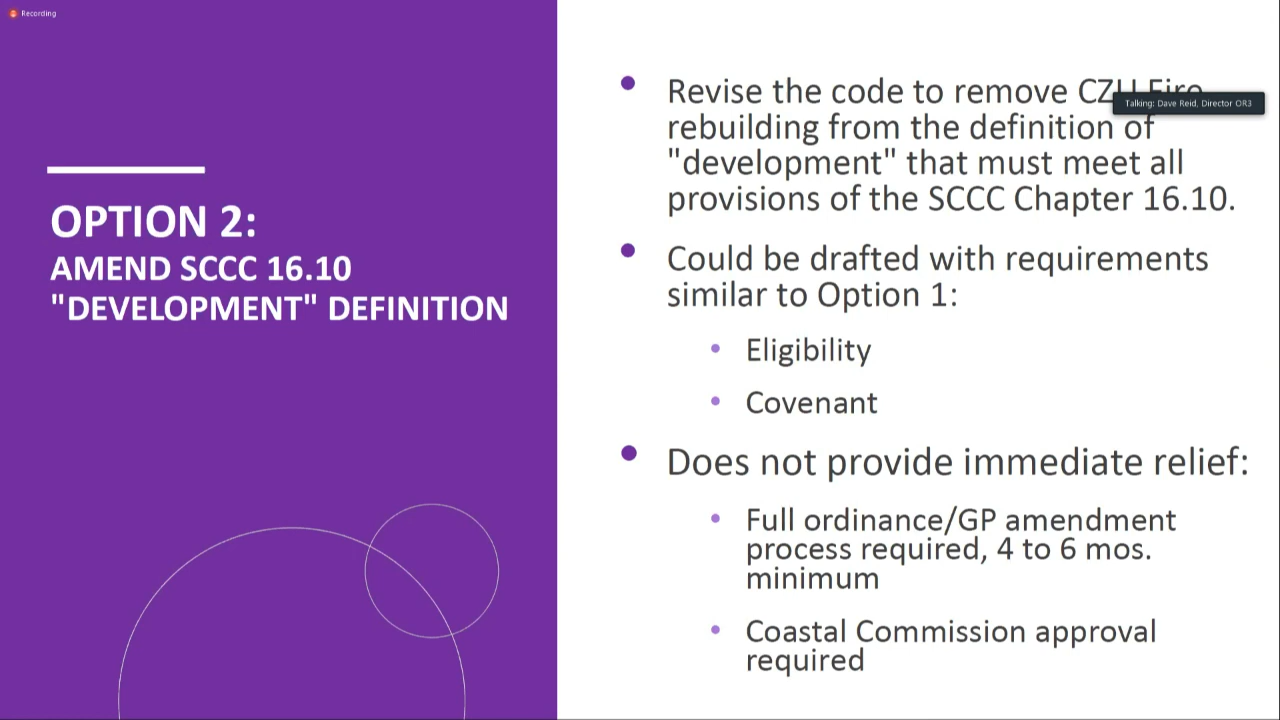 Recording
OPTION 2:
AMEND SCCC 16.10
"DEVELOPMENT" DEFINITION
Revise the code to remove CZU Fire
Talking: Dave Reid, Director OR3
rebuilding from the definition of
"development" that must meet all
provisions of the SCCC Chapter 16.10.
Could be drafted with requirements
similar to Option 1:
Eligibility
Covenant
Does not provide immediate relief:
Full ordinance/GP amendment
process required, 4 to 6 mos.
minimum
Coastal Commission approval
required